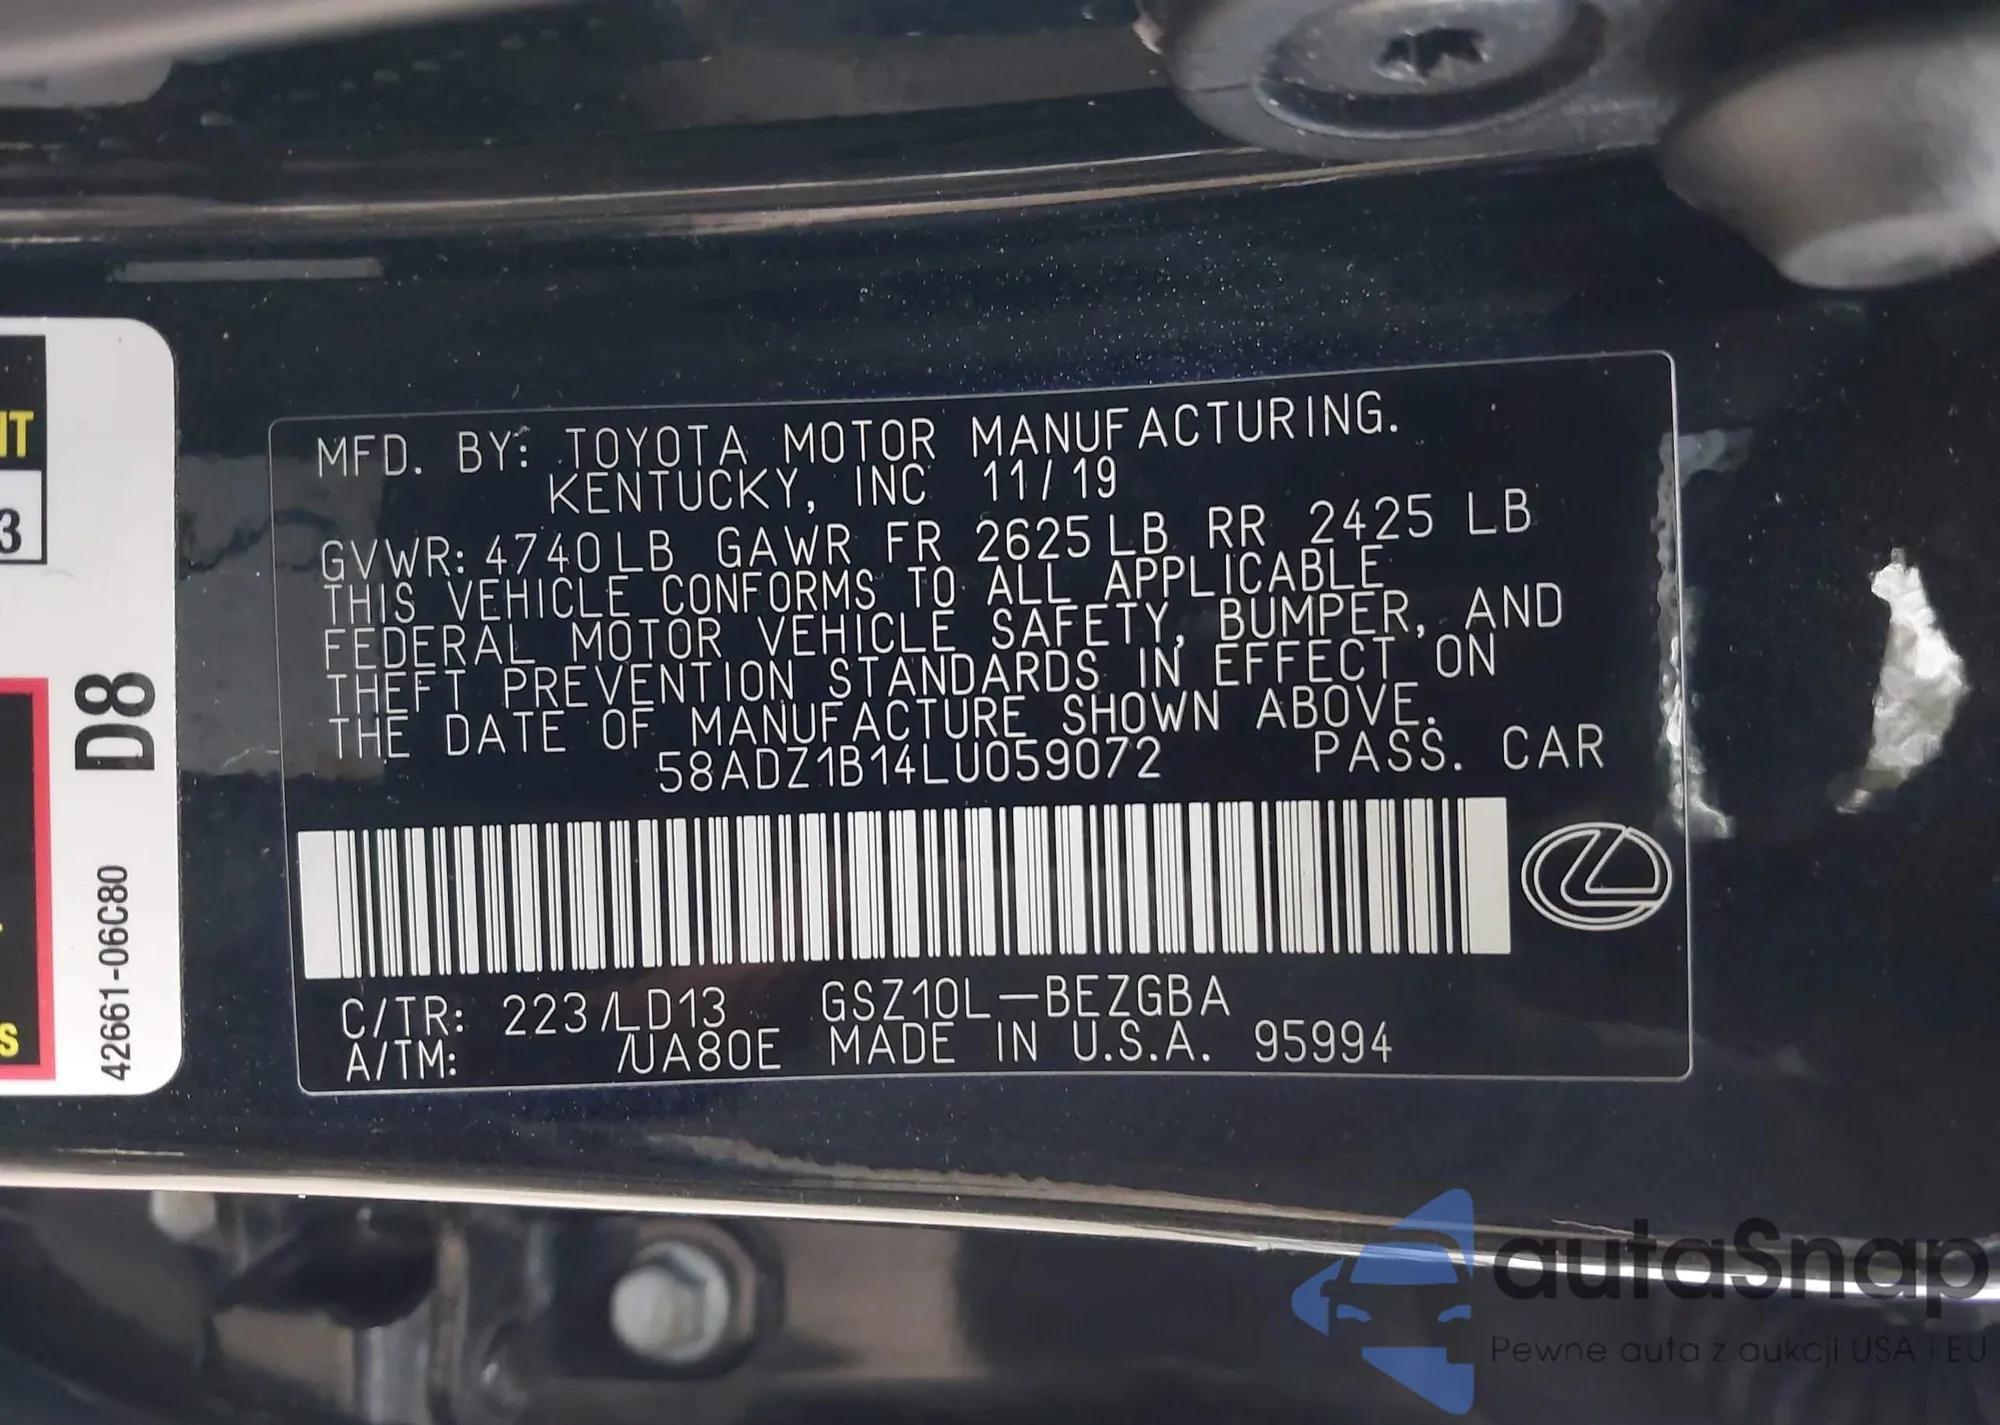 MFD. BY: TOYOTA MOTOR MANUFACTURING.
KENTUCKY, INC 11/19
GVWR: 4740LB GAWR FR 2625LB RR 2425 LB
THIS VEHICLE CONFORMS TO ALL APPLICABLE
FEDERAL MOTOR VEHICLE SAFETY, BUMPER, AND
THEFT PREVENTION STANDARDS IN EFFECT ON
THE DATE OF MANUFACTURE SHOWN ABOVE.
58ADZ1B14LU059072 PASS. CAR
C/TR: 223/LD13 GSZ10L-BEZGBA
A/TM: /UA80E MADE IN U.S.A. 95994
D8
42661-06C80
3
S
autoSnap
Pewne auta z aukcji USA i EU